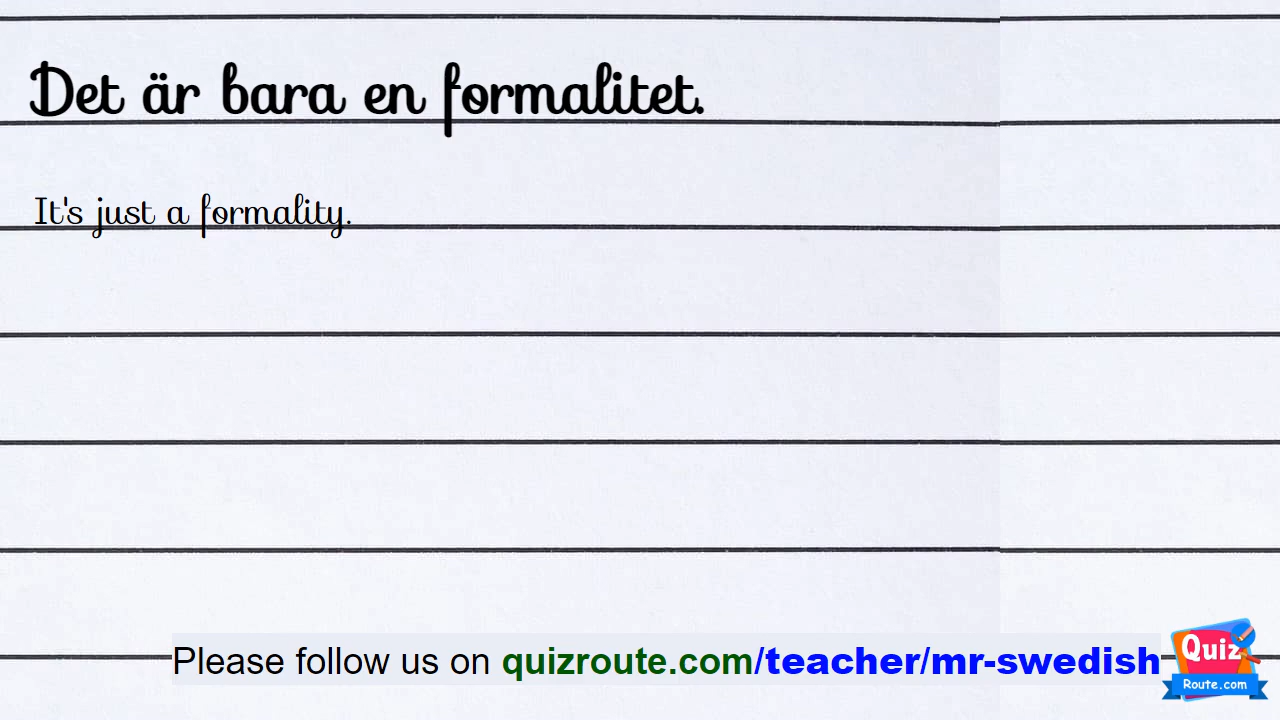 Det är bara en formalitet.
It's just a formality.
Please follow us on quizroute.com/teacher/mr-swedish
Quiz
Route.com